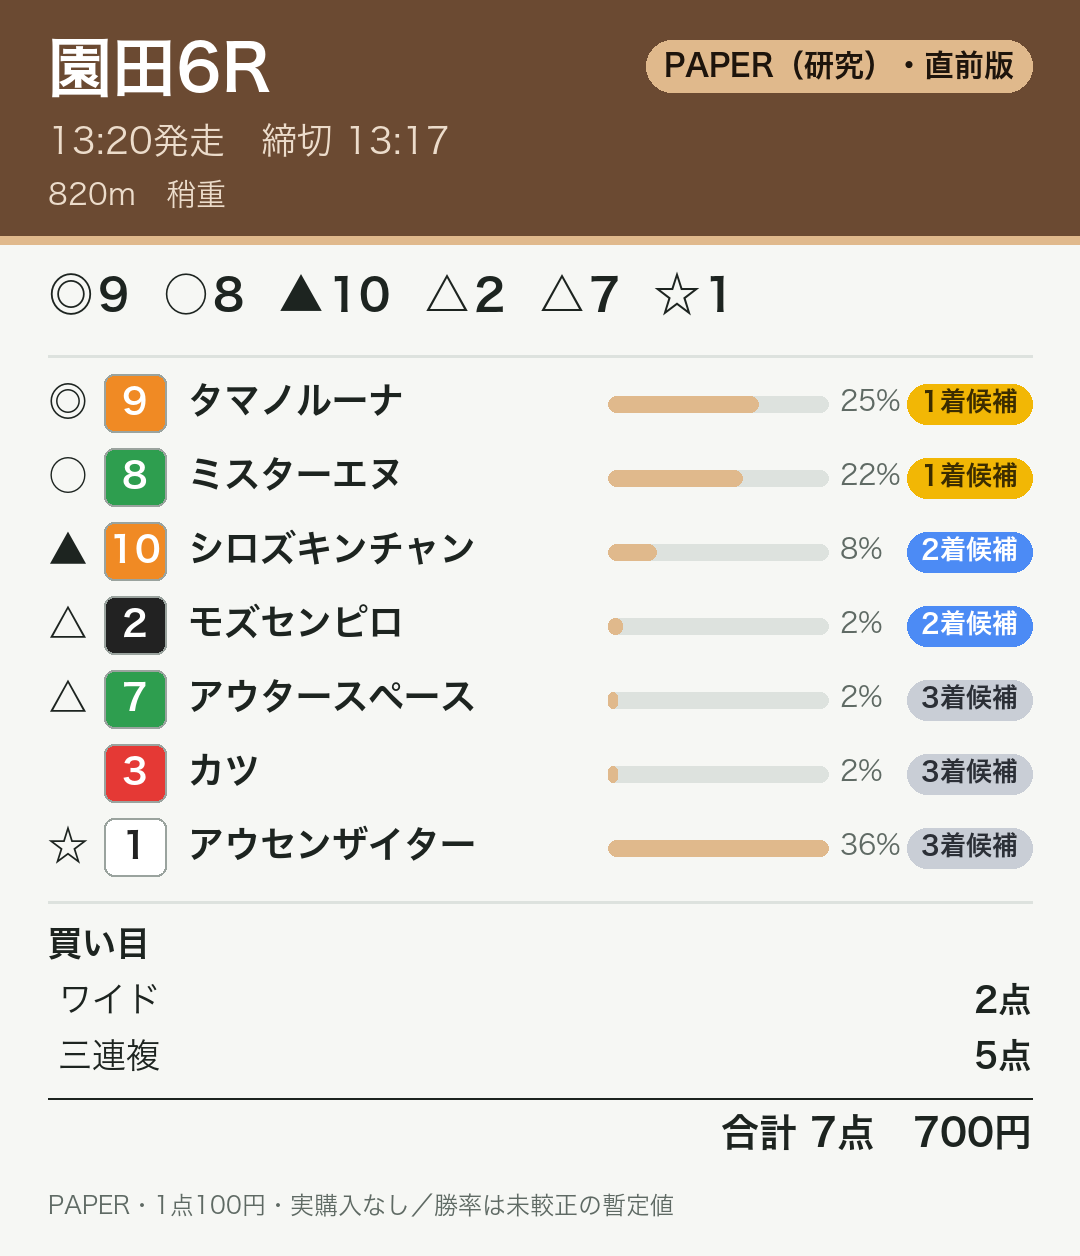 園田6R
PAPER（研究）・直前版
13:20発走　締切 13:17
820m　稍重
◎9 ○8 ▲10 △2 △7 ☆1
◎ 9 タマノルーナ 25% 1着候補
○ 8 ミスターエヌ 22% 1着候補
▲ 10 シロズキンチャン 8% 2着候補
△ 2 モズセンピロ 2% 2着候補
△ 7 アウタースペース 2% 3着候補
3 カツ 2% 3着候補
☆ 1 アウセンザイター 36% 3着候補
買い目
ワイド 2点
三連複 5点
合計 7点　700円
PAPER・1点100円・実購入なし／勝率は未較正の暫定値